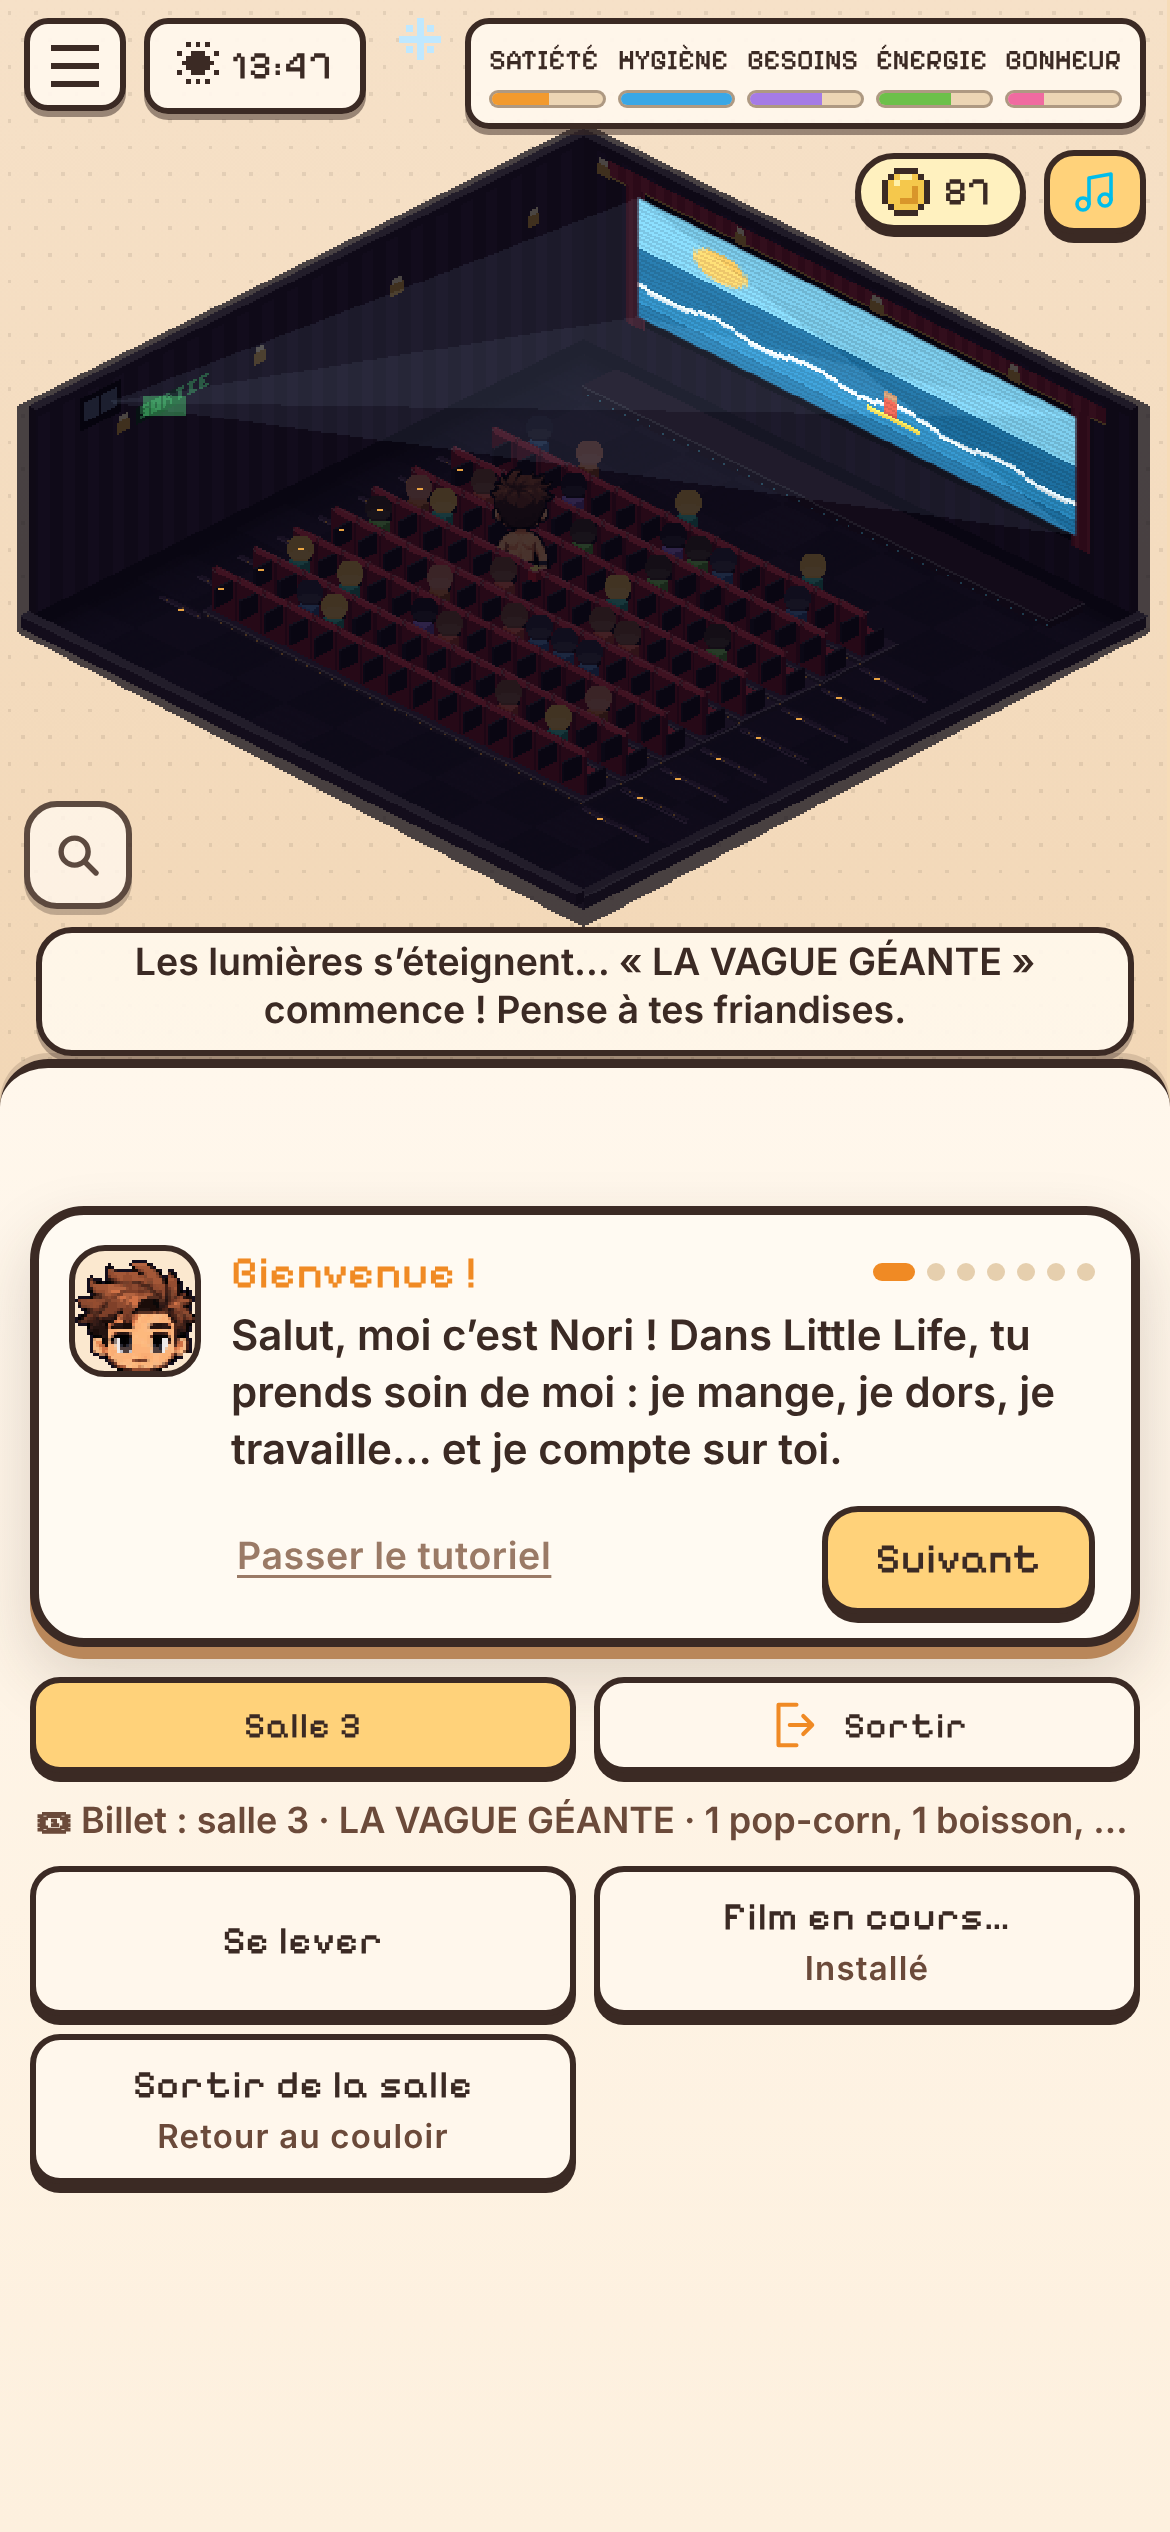 13:47
SATIÉTÉ HYGIÈNE BESOINS ÉNERGIE BONHEUR
87
SORTIE
Les lumières s’éteignent… « LA VAGUE GÉANTE »
commence ! Pense à tes friandises.
Bienvenue !
Salut, moi c’est Nori ! Dans Little Life, tu
prends soin de moi : je mange, je dors, je
travaille… et je compte sur toi.
Passer le tutoriel
Suivant
Salle 3
Sortir
Billet : salle 3 · LA VAGUE GÉANTE · 1 pop-corn, 1 boisson, …
Se lever
Film en cours…
Installé
Sortir de la salle
Retour au couloir